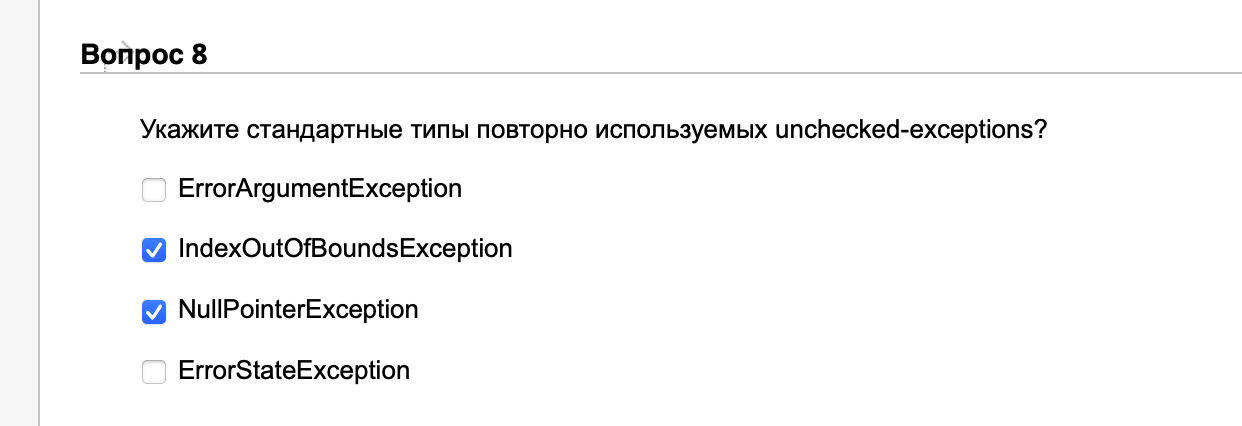 Вопрос 8
Укажите стандартные типы повторно используемых unchecked-exceptions?
ErrorArgumentException
IndexOutOfBoundsException
NullPointerException
ErrorStateException